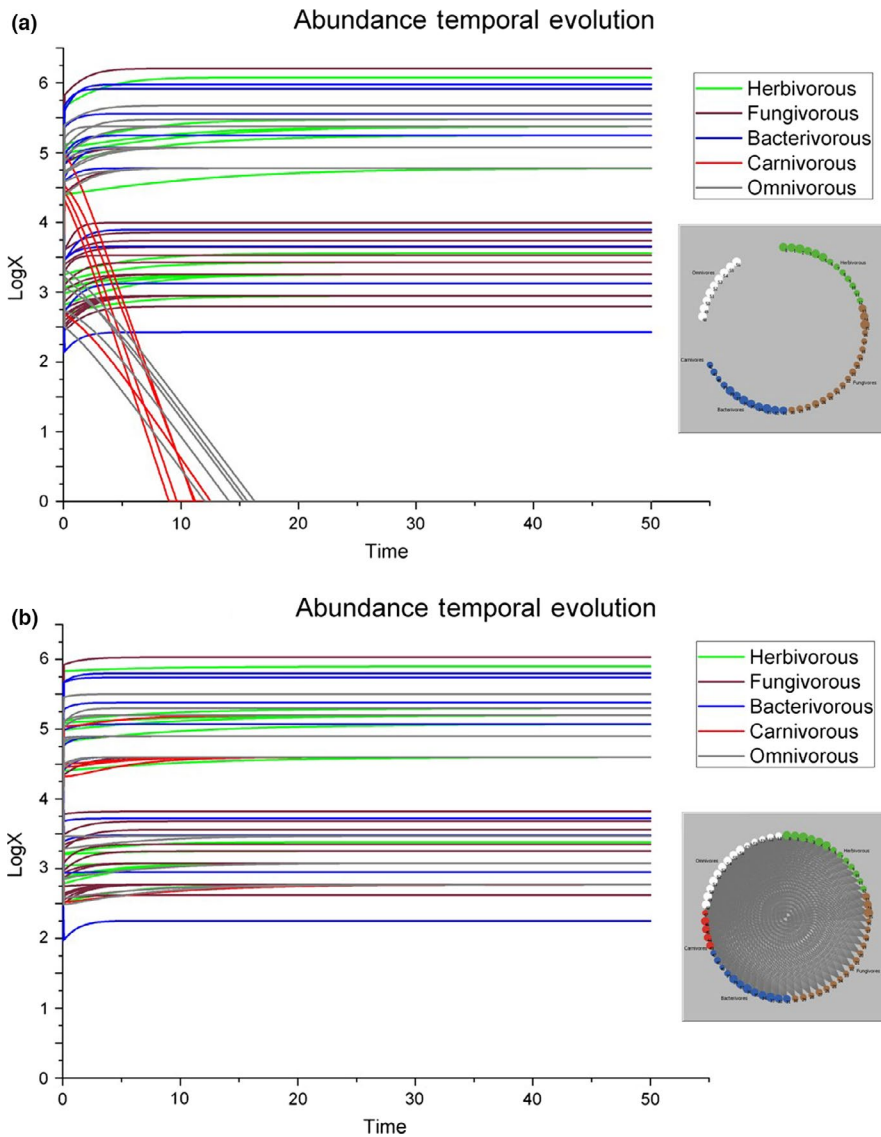 (a)
Abundance temporal evolution
6
5
4
3
2
1
0
LogX
0 10 20 30 40 50
Time
Herbivorous
Fungivorous
Bacterivorous
Carnivorous
Omnivorous
Omnivores
Herbivorous
Carnivores
Fungivores
Bacterivores
(b)
Abundance temporal evolution
6
5
4
3
2
1
0
LogX
0 10 20 30 40 50
Time
Herbivorous
Fungivorous
Bacterivorous
Carnivorous
Omnivorous
Omnivores
Herbivorous
Carnivores
Fungivores
Bacterivores